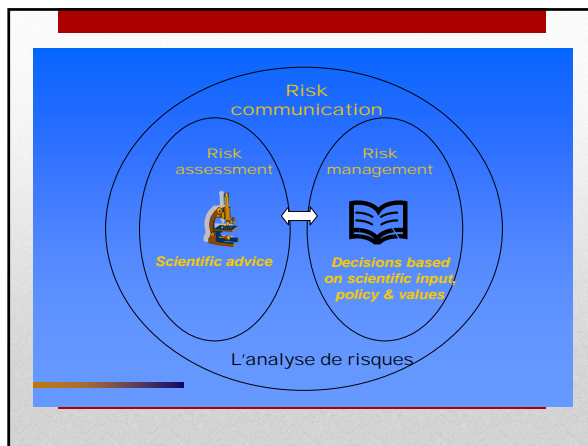 Risk
communication
Risk
assessment
Risk
management
Scientific advice
Decisions based
on scientific input,
policy & values
L'analyse de risques